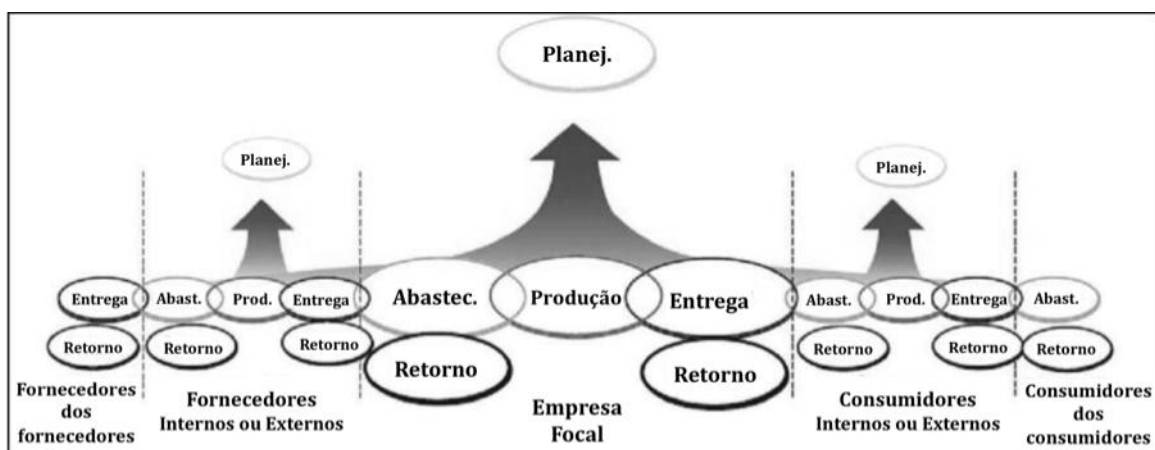 Planej.
Planej.
Planej.
Entrega
Abast.
Prod.
Entrega
Abastec.
Produção
Entrega
Abast.
Prod.
Entrega
Abast.
Retorno
Retorno
Retorno
Retorno
Retorno
Retorno
Retorno
Retorno
Fornecedores
dos
fornecedores
Fornecedores
Internos ou Externos
Empresa
Focal
Consumidores
Internos ou Externos
Consumidores
dos
consumidores